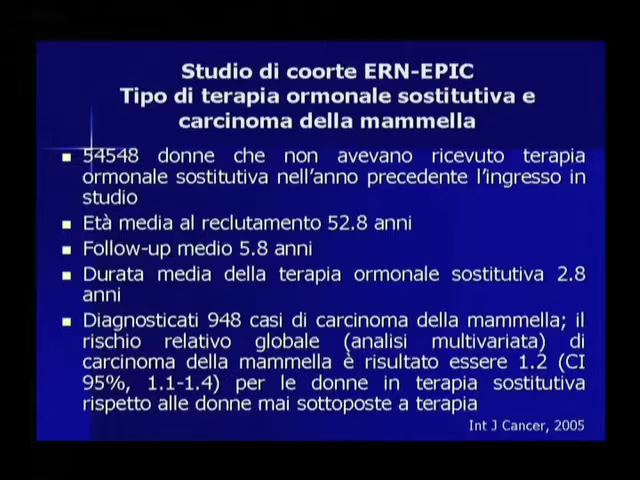 Studio di coorte ERN-EPIC
Tipo di terapia ormonale sostitutiva e
carcinoma della mammella
54548 donne che non avevano ricevuto terapia
ormonale sostitutiva nell'anno precedente l'ingresso in
studio
Età media al reclutamento 52.8 anni
Follow-up medio 5.8 anni
Durata media della terapia ormonale sostitutiva 2.8
anni
Diagnosticati 948 casi di carcinoma della mammella; il
rischio relativo globale (analisi multivariata) di
carcinoma della mammella è risultato essere 1.2 (CI
95%, 1.1-1.4) per le donne in terapia sostitutiva
rispetto alle donne mai sottoposte a terapia
Int J Cancer, 2005